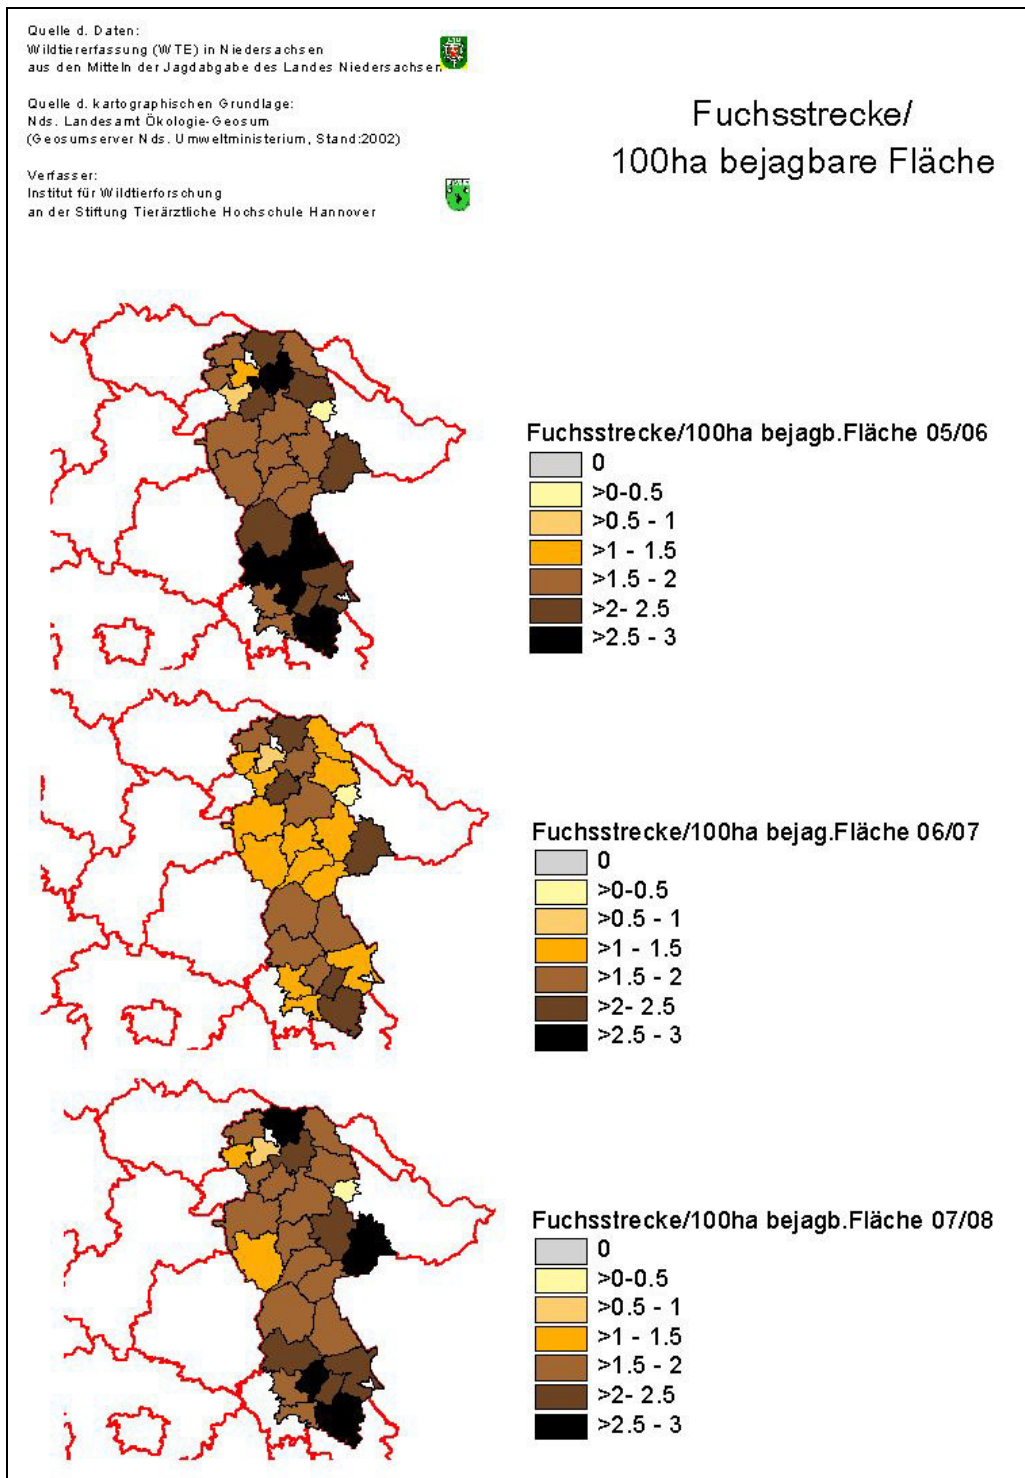 Quelle d. Daten:
Wildtiererfassung (WTE) in Niedersachsen
aus den Mitteln der Jagdabgabe des Landes Niedersachsen
Quelle d. kartographischen Grundlage:
Nds. Landesamt Ökologie-Geosum
(Geosumserver Nds. Umweltministerium, Stand:2002)
Verfasser:
Institut für Wildtierforschung
an der Stiftung Tierärztliche Hochschule Hannover
Fuchsstrecke/
100ha bejagbare Fläche
Fuchsstrecke/100ha bejagb.Fläche 05/06
0
>0-0.5
>0.5 - 1
>1 - 1.5
>1.5 - 2
>2- 2.5
>2.5 - 3
Fuchsstrecke/100ha bejag.Fläche 06/07
0
>0-0.5
>0.5 - 1
>1 - 1.5
>1.5 - 2
>2- 2.5
>2.5 - 3
Fuchsstrecke/100ha bejagb.Fläche 07/08
0
>0-0.5
>0.5 - 1
>1 - 1.5
>1.5 - 2
>2- 2.5
>2.5 - 3